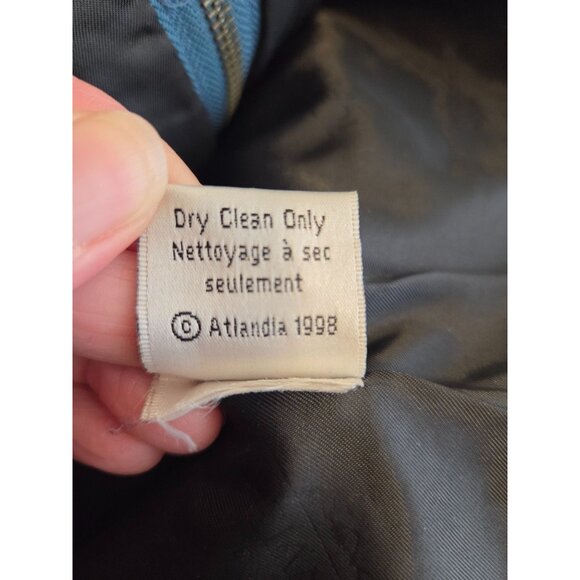 Dry Clean Only
Nettoyage à sec
seulement
© Atlandia 1998